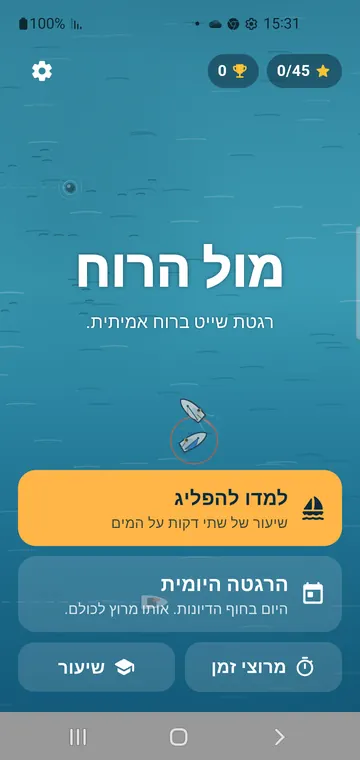 100% 15:31
0/45 0
מול הרוח
רגטת שייט ברוח אמיתית.
למדו להפליג
שיעור של שתי דקות על המים
הרגטה היומית
היום בחוף הדיונות. אותו מרוץ לכולם.
מרוצי זמן
שיעור